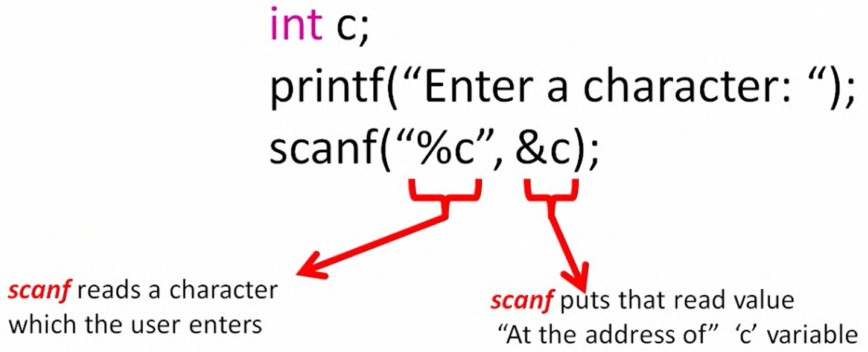 int c;
printf(“Enter a character: “);
scanf(“%c”, &c);
scanf reads a character
which the user enters
scanf puts that read value
“At the address of” ‘c’ variable